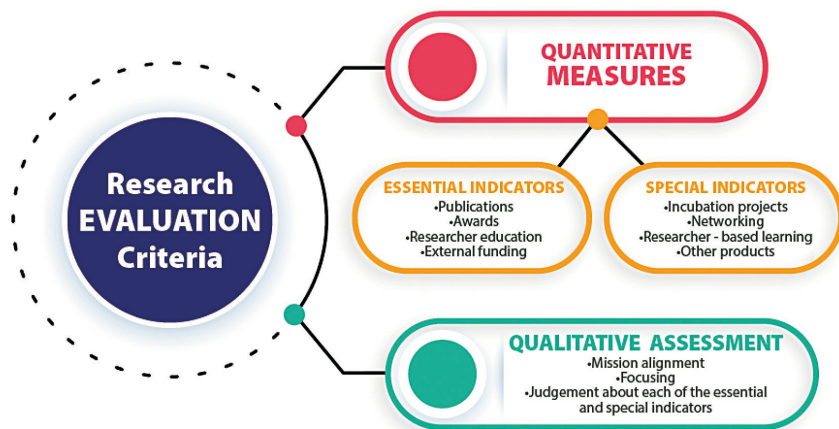 Research
EVALUATION
Criteria
QUANTITATIVE
MEASURES
ESSENTIAL INDICATORS
•Publications
•Awards
•Researcher education
•External funding
SPECIAL INDICATORS
•Incubation projects
•Networking
•Researcher - based learning
•Other products
QUALITATIVE ASSESSMENT
•Mission alignment
•Focusing
•Judgement about each of the essential
and special indicators